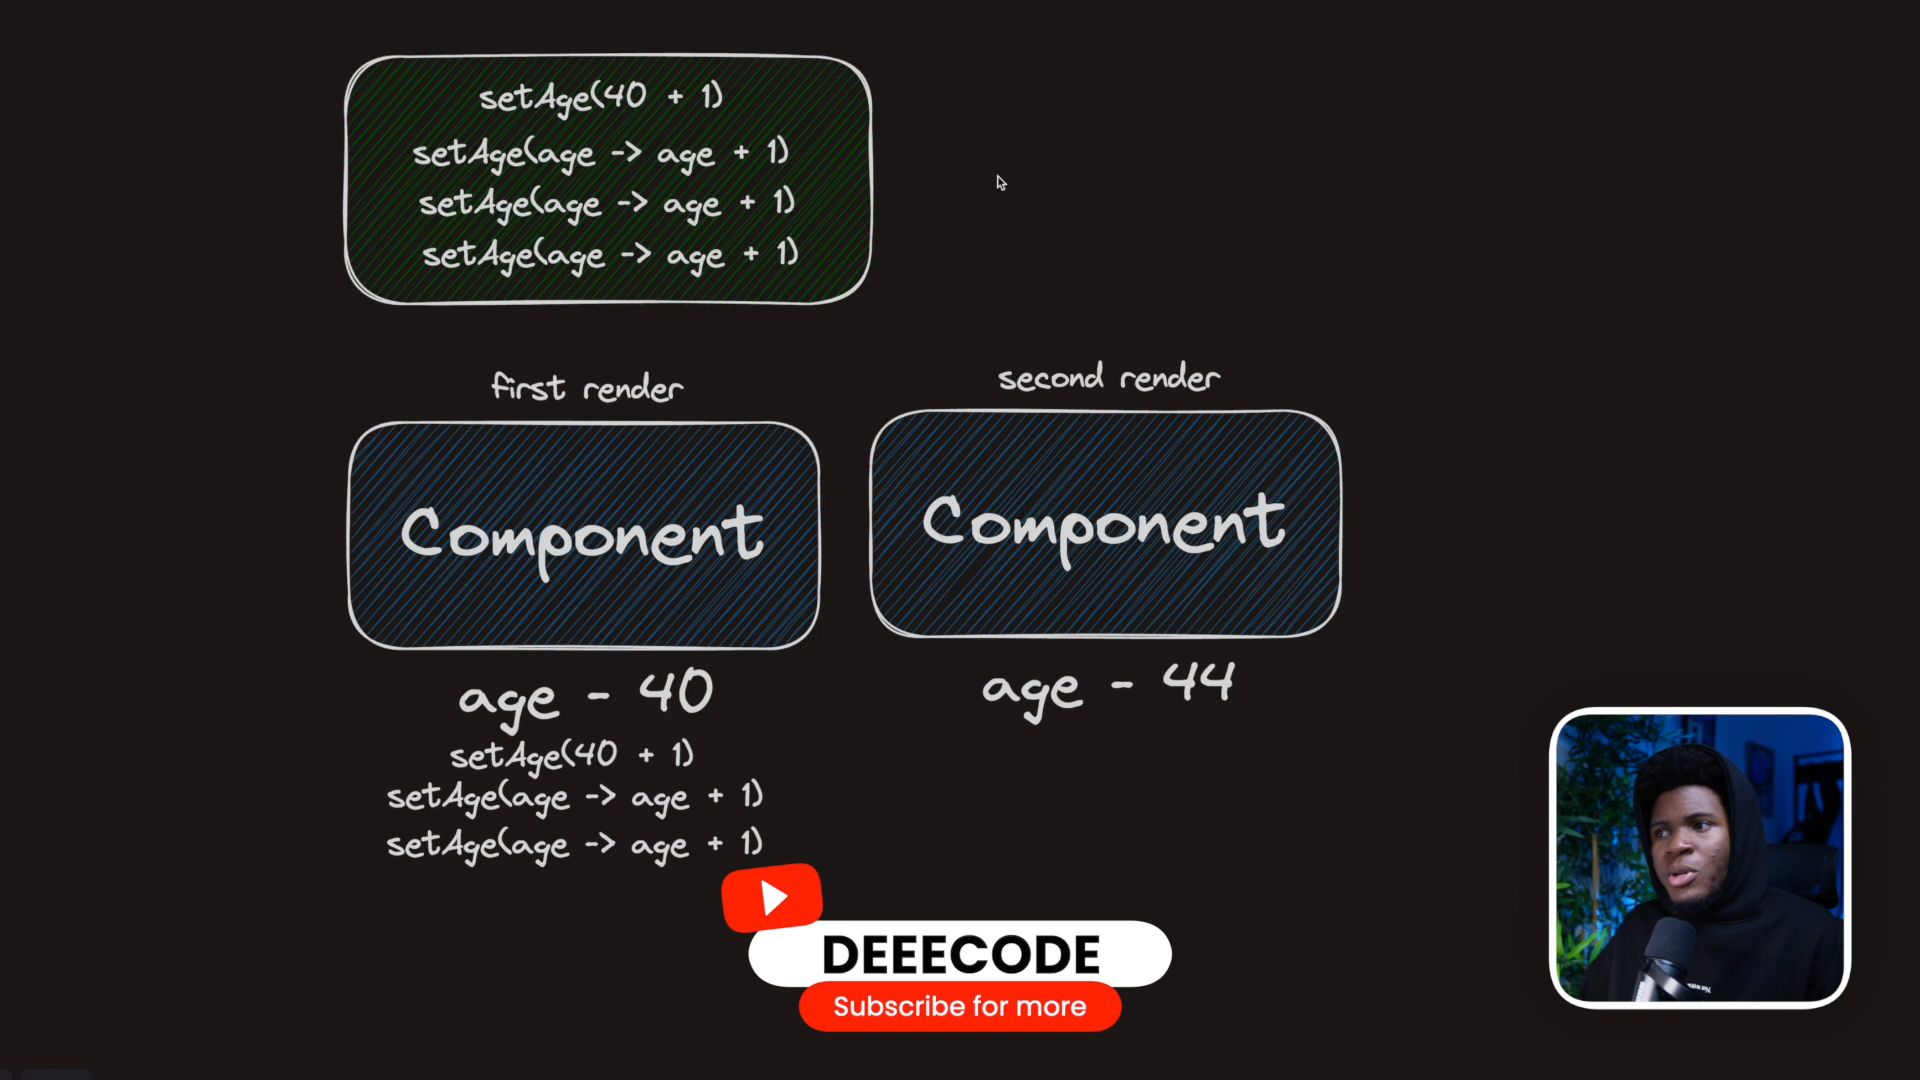 setAge(40 + 1)
setAge(age -> age + 1)
setAge(age -> age + 1)
setAge(age -> age + 1)
first render
second render
Component
Component
age - 40
age - 44
setAge(40 + 1)
setAge(age -> age + 1)
setAge(age -> age + 1)
DEEECODE
Subscribe for more